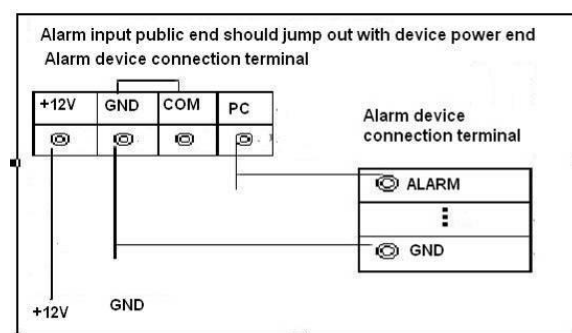 Alarm input public end should jump out with device power end
Alarm device connection terminal
+12V GND COM PC
Alarm device
connection terminal
ALARM
GND
+12V GND